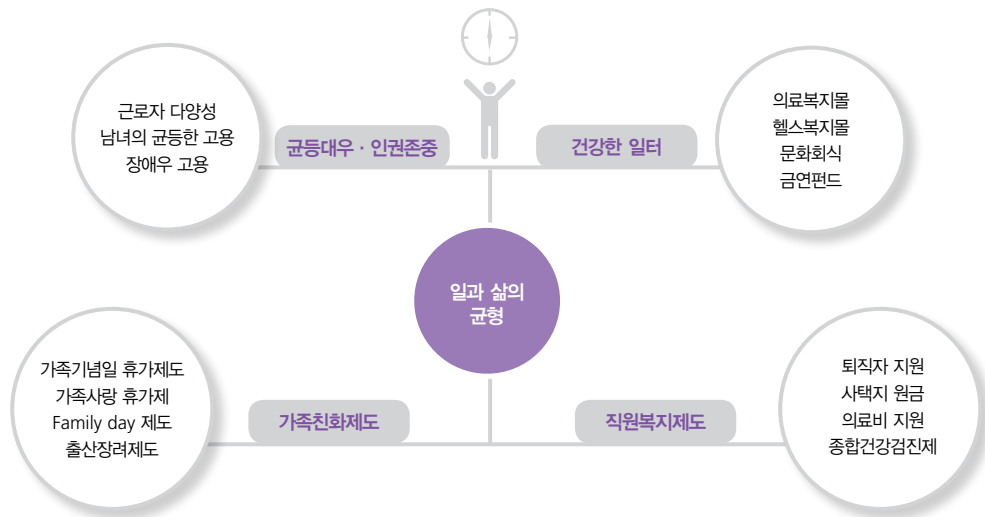 근로자 다양성
남녀의 균등한 고용
장애우 고용
균등대우 · 인권존중
건강한 일터
의료복지몰
헬스복지몰
문화회식
금연펀드
일과 삶의
균형
가족기념일 휴가제도
가족사랑 휴가제
Family day 제도
출산장려제도
가족친화제도
직원복지제도
퇴직자 지원
사택지 원금
의료비 지원
종합건강검진제